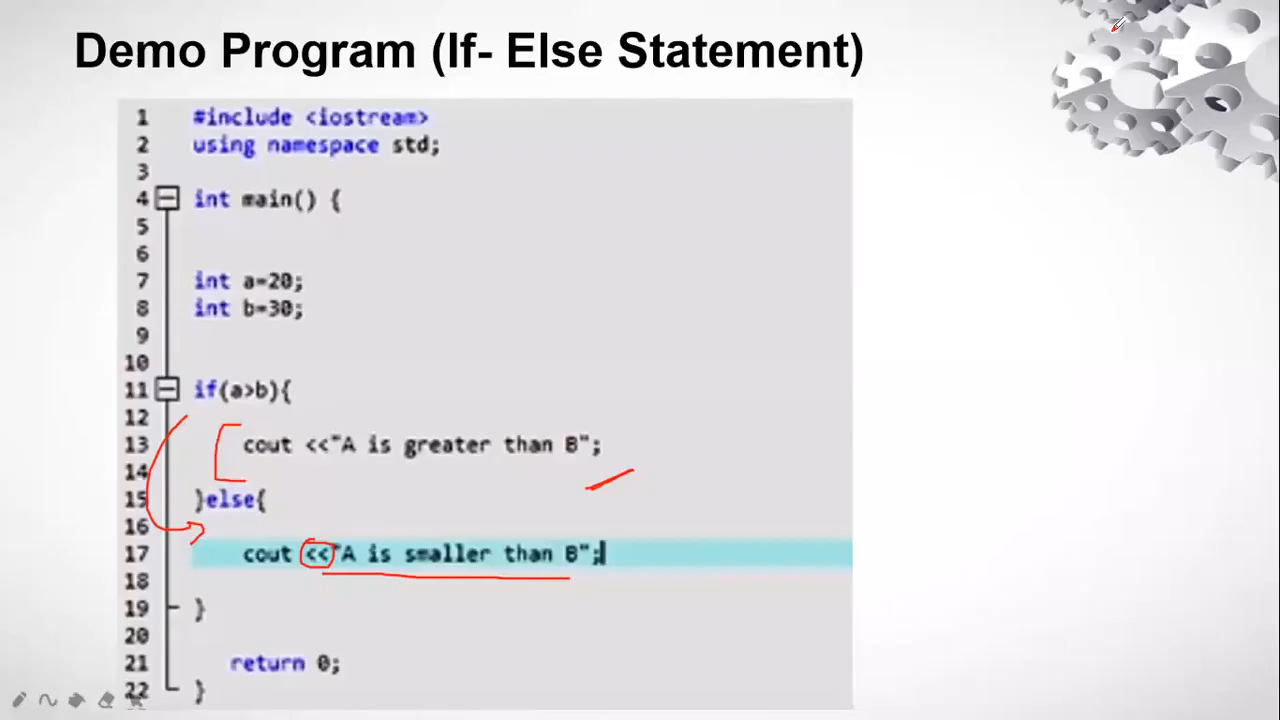 Demo Program (If- Else Statement)
1 #include <iostream>
2 using namespace std;
3
4 int main() {
5
6
7 int a=20;
8 int b=30;
9
10
11 if(a>b){
12
13 cout <<"A is greater than B";
14
15 }else{
16
17 cout <<"A is smaller than B";
18
19 }
20
21 return 0;
22 }